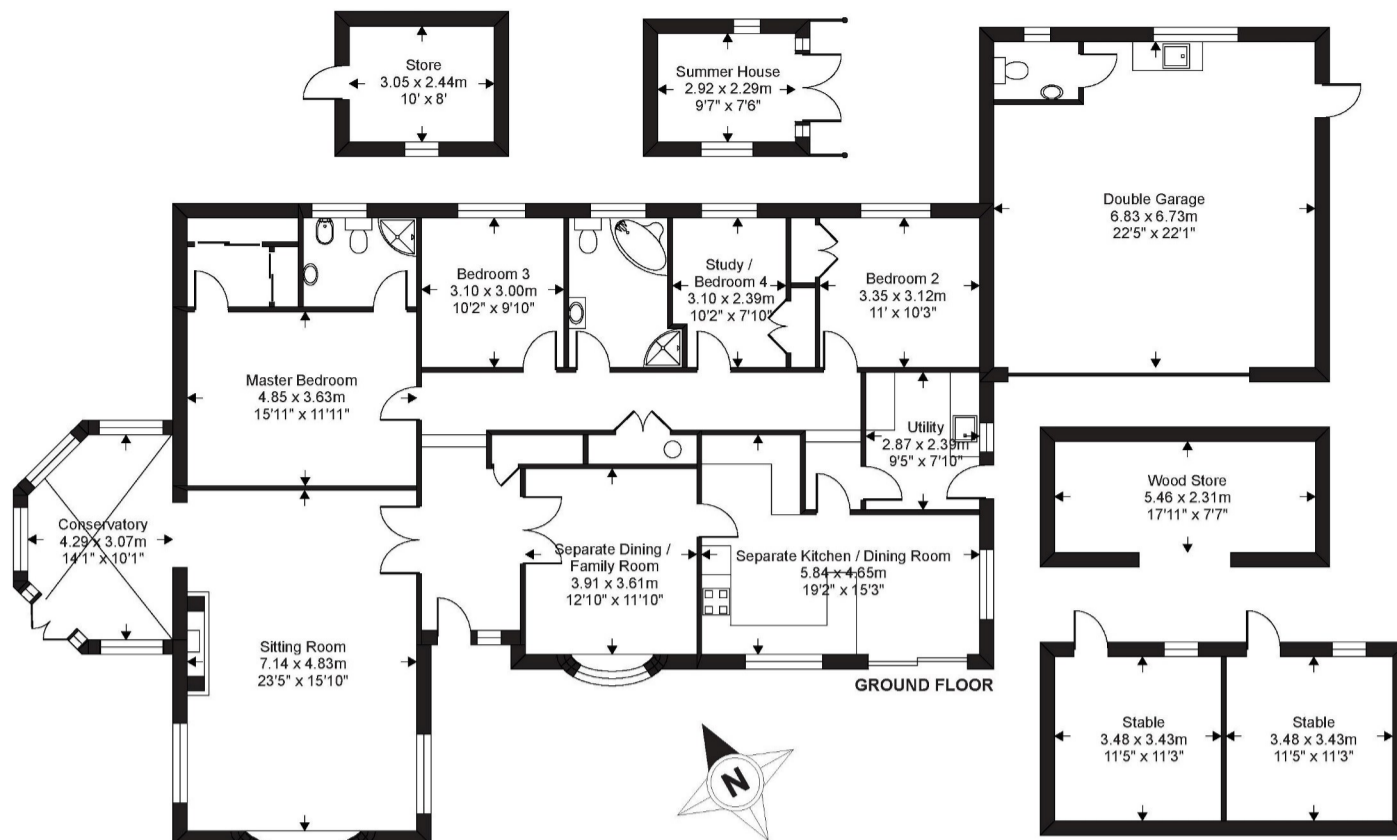 Store
3.05 x 2.44m
10' x 8'
Summer House
2.92 x 2.29m
9'7" x 7'6"
Double Garage
6.83 x 6.73m
22'5" x 22'1"
Bedroom 3
3.10 x 3.00m
10'2" x 9'10"
Study /
Bedroom 4
3.10 x 2.39m
10'2" x 7'10"
Bedroom 2
3.35 x 3.12m
11' x 10'3"
Master Bedroom
4.85 x 3.63m
15'11" x 11'11"
Utility
2.87 x 2.39m
9'5" x 7'10"
Wood Store
5.46 x 2.31m
17'11" x 7'7"
Conservatory
4.29 x 3.07m
14'1" x 10'1"
Separate Dining /
Family Room
3.91 x 3.61m
12'10" x 11'10"
Separate Kitchen / Dining Room
5.84 x 4.65m
19'2" x 15'3"
Sitting Room
7.14 x 4.83m
23'5" x 15'10"
GROUND FLOOR
Stable
3.48 x 3.43m
11'5" x 11'3"
Stable
3.48 x 3.43m
11'5" x 11'3"
N